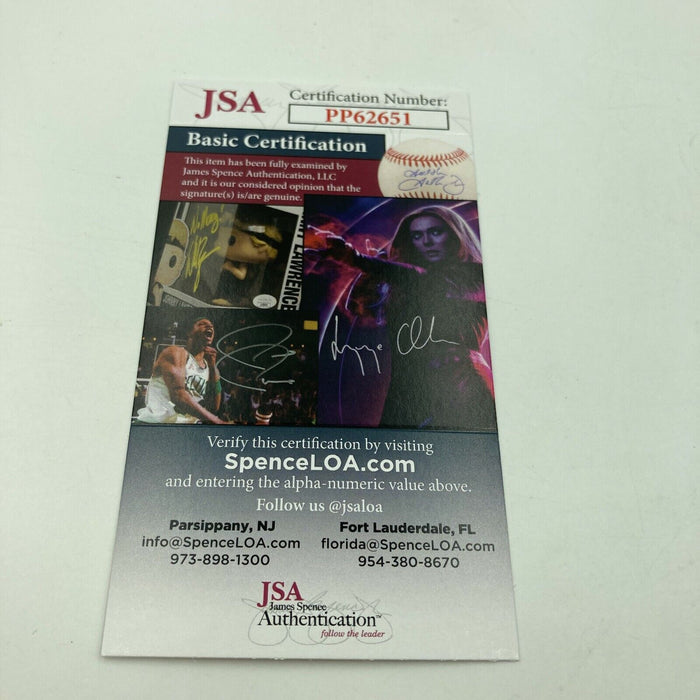 JSA
Certification Number:
PP62651
Basic Certification
This item has been fully examined by
James Spence Authentication, LLC
and it is our considered opinion that the
signature(s) is/are genuine.
LAWRENCE
Verify this certification by visiting
SpenceLOA.com
and entering the alpha-numeric value above.
Follow us @jsaloa
Parsippany, NJ
info@SpenceLOA.com
973-898-1300
Fort Lauderdale, FL
florida@SpenceLOA.com
954-380-8670
JSA
James Spence
Authentication™
follow the leader